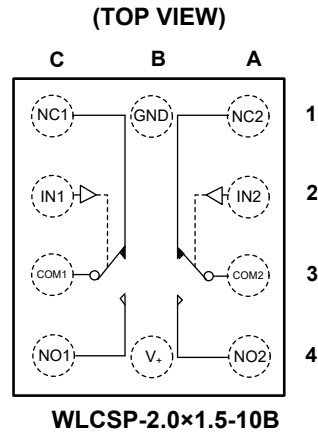 (TOP VIEW)
C B A
NC1 GND NC2 1
IN1 IN2 2
COM1 COM2 3
NO1 V+ NO2 4
WLCSP-2.0×1.5-10B